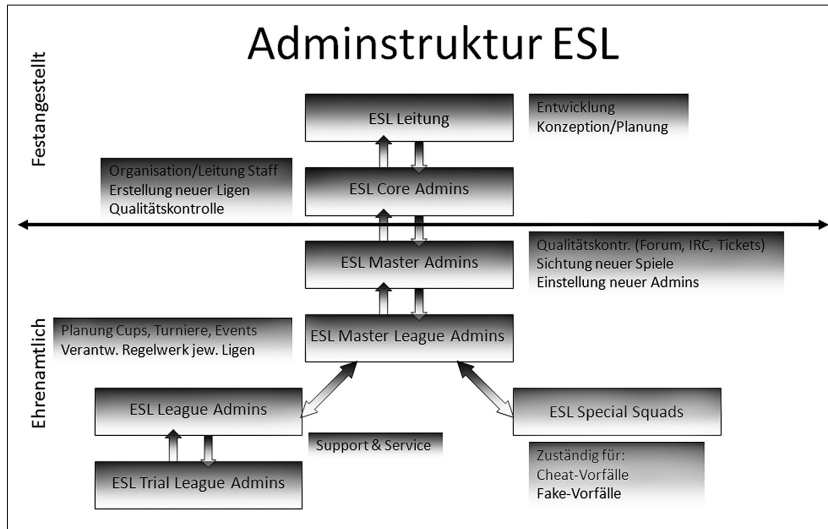 Adminstruktur ESL
Festangestellt
ESL Leitung
Entwicklung
Konzeption/Planung
Organisation/Leitung Staff
Erstellung neuer Ligen
Qualitätskontrolle
ESL Core Admins
ESL Master Admins
Qualitätskontr. (Forum, IRC, Tickets)
Sichtung neuer Spiele
Einstellung neuer Admins
Ehrenamtlich
Planung Cups, Turniere, Events
Verantw. Regelwerk jew. Ligen
ESL Master League Admins
ESL League Admins
ESL Special Squads
Support & Service
Zuständig für:
Cheat-Vorfälle
Fake-Vorfälle
ESL Trial League Admins